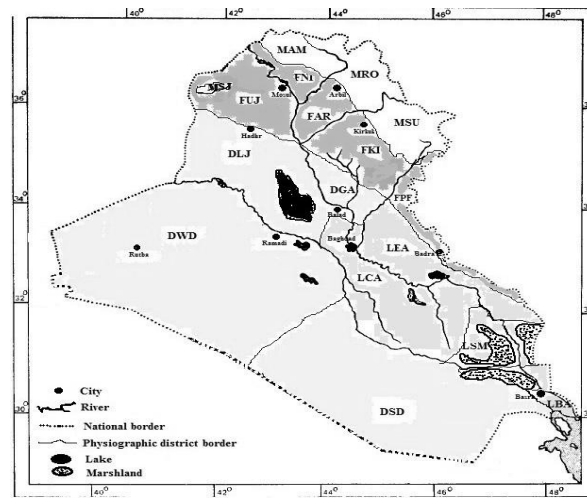 40° 42 44° 46° 48°
MAM
MRO
FNI
MSJ
Mosul
Arbil
36°
FUJ
FAR
MSU
Kirkuk
Hadhr
FKI
DLJ
DGA
FPF
34
Balad
DWD
Baghdad
LEA
Rutba
Ramadi
Badra
LCA
32
LSM
City
River
Basra
LBA
30
National border
DSD
Physiographic district border
Lake
Marshland
40 42 44 46 48